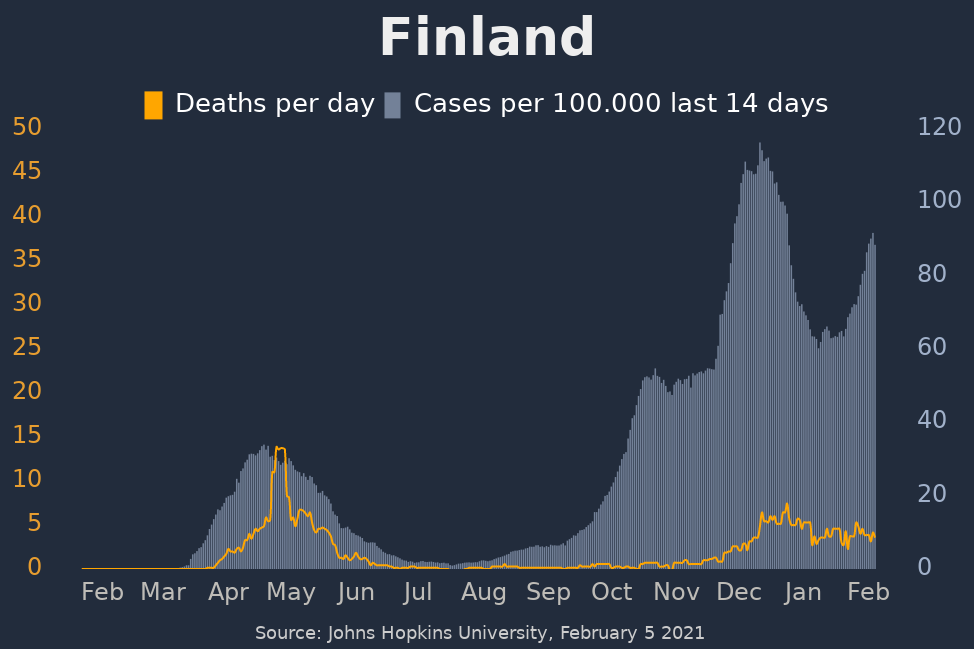 Finland
Deaths per day Cases per 100.000 last 14 days
50 120
45
40 100
35
30 80
25 60
20
15 40
10 20
5
0 0
Feb Mar Apr May Jun Jul Aug Sep Oct Nov Dec Jan Feb
Source: Johns Hopkins University, February 5 2021